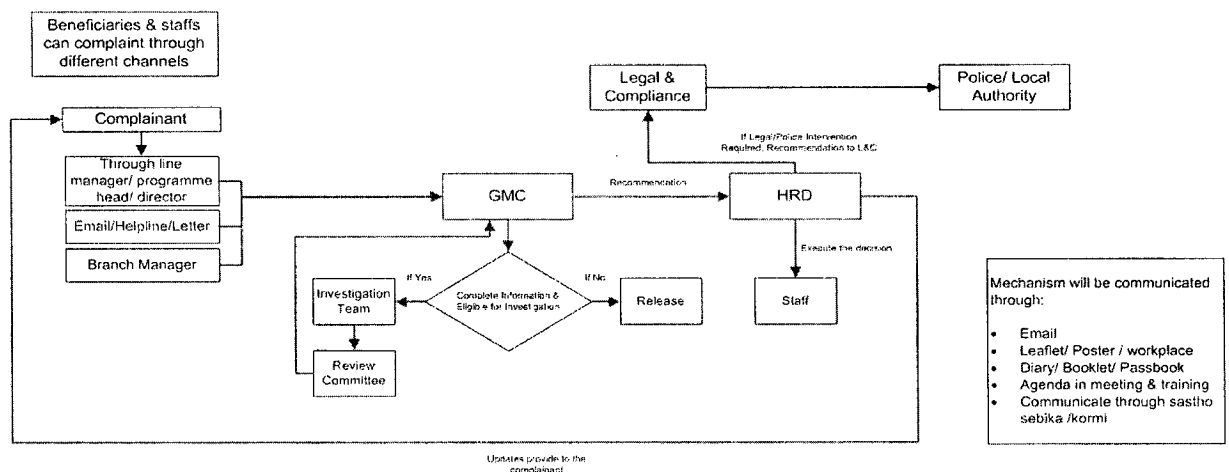 Beneficiaries & staffs
can complaint through
different channels
Complainant
Through line
manager/ programme
head/ director
Email/Helpline/Letter
Branch Manager
GMC
Recommendation
HRD
Legal &
Compliance
Police/ Local
Authority
If Legal/Police Intervention
Required, Recommendation to L&C
Execute the decision
Staff
If Yes
Complete Information &
Eligible for Investigation
If No
Release
Investigation
Team
Review
Committee
Mechanism will be communicated
through:
• Email
• Leaflet/ Poster / workplace
• Diary/ Booklet/ Passbook
• Agenda in meeting & training
• Communicate through sastho
sebika /kormi
Updates provide to the
complainant